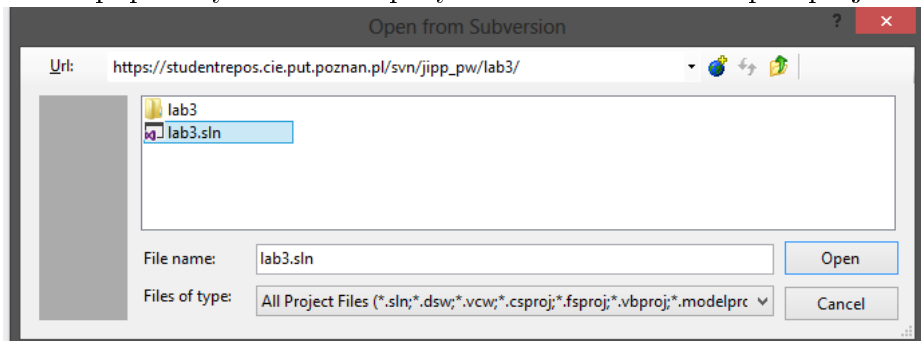 Open from Subversion
?
×
Url:
https://studentrepos.cie.put.poznan.pl/svn/jipp_pw/lab3/
lab3
lab3.sln
File name:
lab3.sln
Open
Files of type:
All Project Files (*.sln;*.dsw;*.vcw;*.csproj;*.fsproj;*.vbproj;*.modelprc
Cancel